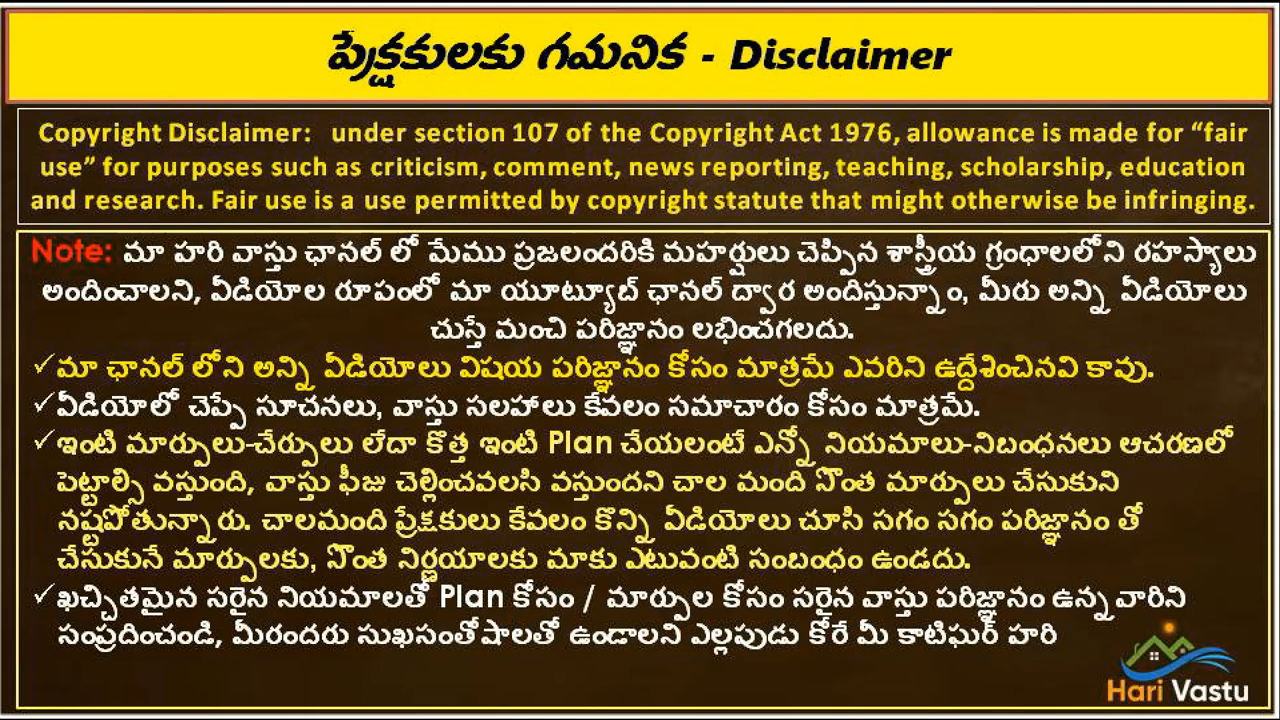 ప్రేక్షకులకు గమనిక - Disclaimer
Copyright Disclaimer: under section 107 of the Copyright Act 1976, allowance is made for “fair
use” for purposes such as criticism, comment, news reporting, teaching, scholarship, education
and research. Fair use is a use permitted by copyright statute that might otherwise be infringing.
Note: మా హరి వాస్తు ఛానల్ లో మేము ప్రజలందరికి మహర్షులు చెప్పిన శాస్త్రీయ గ్రంధాలలోని రహస్యాలు
అందించాలని, వీడియోల రూపంలో మా యూట్యూబ్ ఛానల్ ద్వార అందిస్తున్నాం, మీరు అన్ని వీడియోలు
చుస్తే మంచి పరిజ్ఞానం లభించగలదు.
✓మా ఛానల్ లోని అన్ని వీడియోలు విషయ పరిజ్ఞానం కోసం మాత్రమే ఎవరిని ఉద్దేశించినవి కావు.
✓వీడియోలో చెప్పే సూచనలు, వాస్తు సలహాలు కేవలం సమాచారం కోసం మాత్రమే.
✓ఇంటి మార్పులు-చేర్పులు లేదా కొత్త ఇంటి Plan చేయలంటే ఎన్నో నియమాలు-నిబంధనలు ఆచరణలో
పెట్టాల్సి వస్తుంది, వాస్తు ఫీజు చెల్లించవలసి వస్తుందని చాల మంది సొంత మార్పులు చేసుకుని
నష్టపోతున్నారు. చాలమంది ప్రేక్షకులు కేవలం కొన్ని వీడియోలు చూసి సగం సగం పరిజ్ఞానం తో
చేసుకునే మార్పులకు, సొంత నిర్ణయాలకు మాకు ఎటువంటి సంబంధం ఉండదు.
✓ఖచ్చితమైన సరైన నియమాలతో Plan కోసం / మార్పుల కోసం సరైన వాస్తు పరిజ్ఞానం ఉన్నవారిని
సంప్రదించండి, మీరందరు సుఖసంతోషాలతో ఉండాలని ఎల్లపుడు కోరే మీ కాటిఘర్ హరి
Hari Vastu